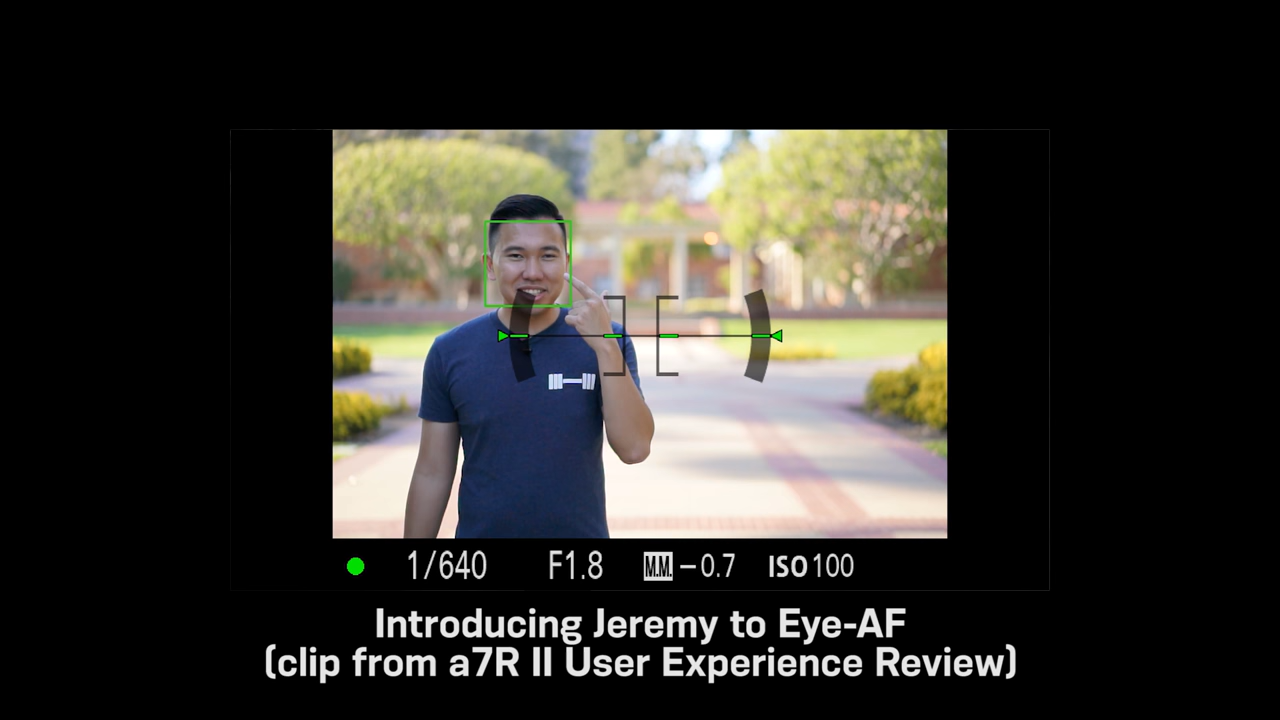 1/640 F1.8 M.M. –0.7 ISO 100
Introducing Jeremy to Eye-AF
(clip from a7R II User Experience Review)